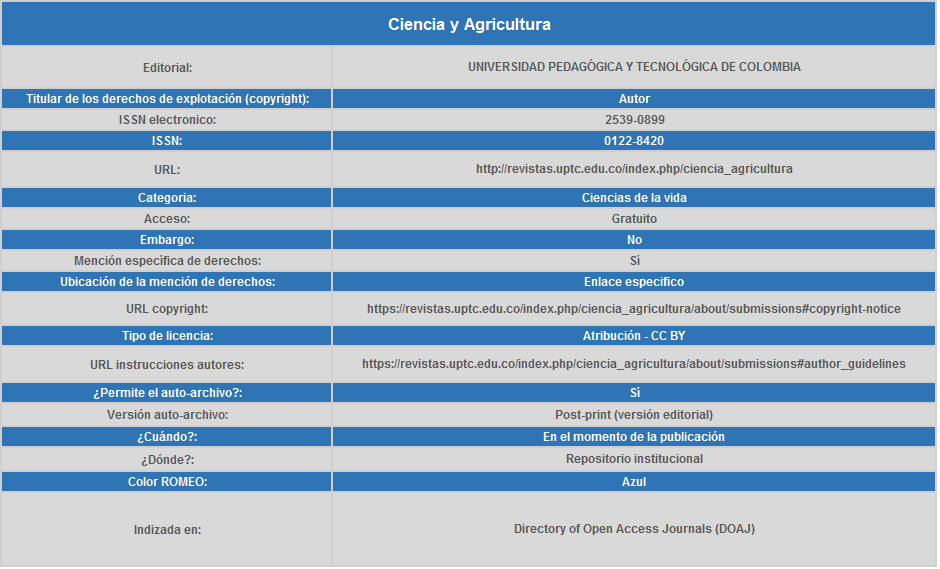 Ciencia y Agricultura
Editorial: UNIVERSIDAD PEDAGÓGICA Y TECNOLÓGICA DE COLOMBIA
Titular de los derechos de explotación (copyright): Autor
ISSN electronico: 2539-0899
ISSN: 0122-8420
URL: http://revistas.uptc.edu.co/index.php/ciencia_agricultura
Categoria: Ciencias de la vida
Acceso: Gratuito
Embargo: No
Mención específica de derechos: Si
Ubicación de la mención de derechos: Enlace especifico
URL copyright: https://revistas.uptc.edu.co/index.php/ciencia_agricultura/about/submissions#copyright-notice
Tipo de licencia: Atribución - CC BY
URL instrucciones autores: https://revistas.uptc.edu.co/index.php/ciencia_agricultura/about/submissions#author_guidelines
¿Permite el auto-archivo?: Sí
Versión auto-archivo: Post-print (versión editorial)
¿Cuándo?: En el momento de la publicación
¿Dónde?: Repositorio institucional
Color ROMEO: Azul
Indizada en: Directory of Open Access Journals (DOAJ)